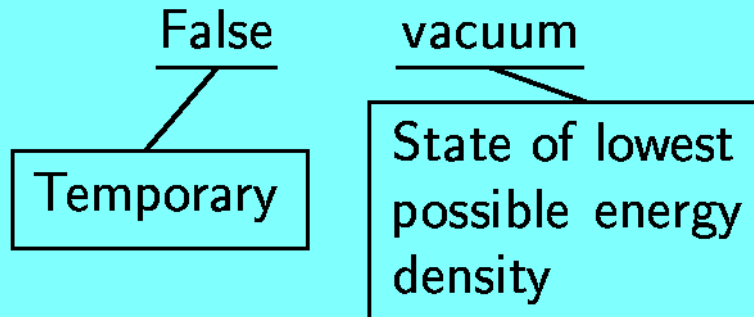 False vacuum
Temporary
State of lowest
possible energy
density